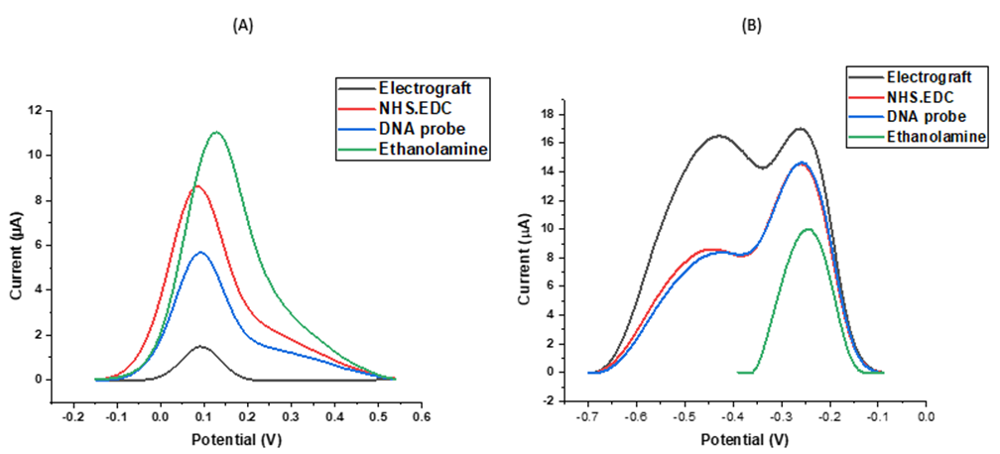 (A)
(B)
Electrograft
NHS.EDC
DNA probe
Ethanolamine
12
10
8
6
4
2
0
Current (μA)
-0.2 -0.1 0.0 0.1 0.2 0.3 0.4 0.5 0.6
Potential (V)
Electrograft
NHS.EDC
DNA probe
Ethanolamine
18
16
14
12
10
8
6
4
2
0
-2
Current (μA)
-0.7 -0.6 -0.5 -0.4 -0.3 -0.2 -0.1 0.0
Potential (V)